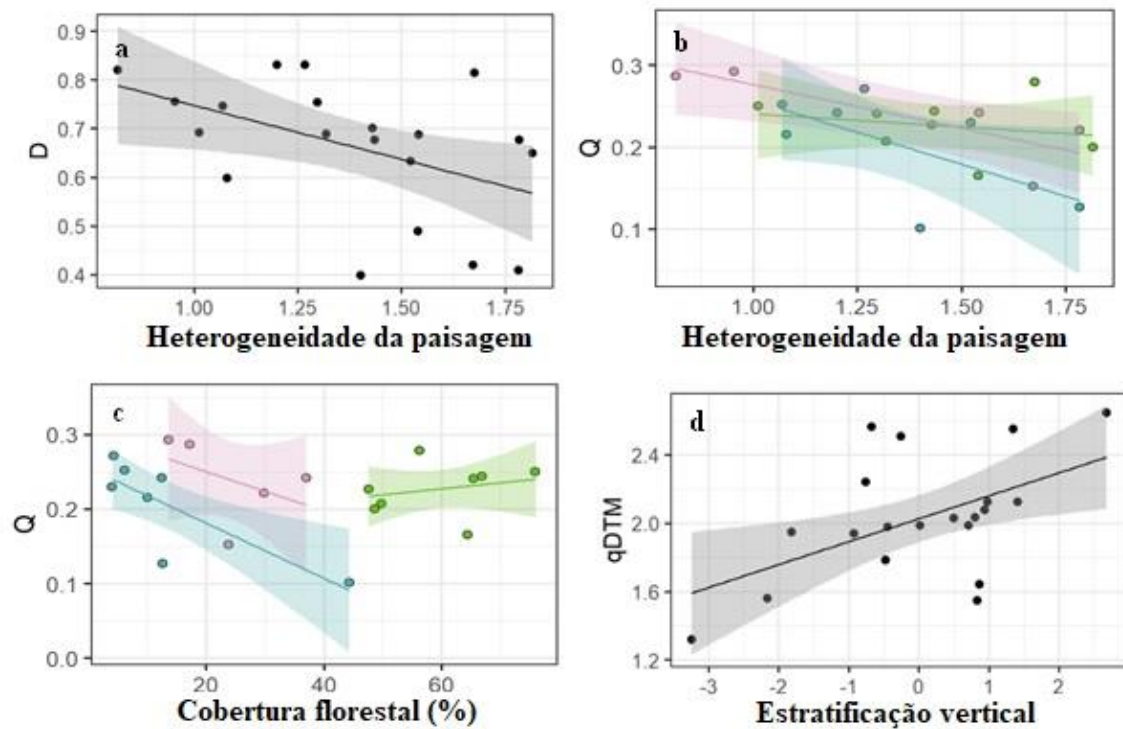 a
D
0.9
0.8
0.7
0.6
0.5
0.4
1.00 1.25 1.50 1.75
Heterogeneidade da paisagem
b
Q
0.3
0.2
0.1
1.00 1.25 1.50 1.75
Heterogeneidade da paisagem
c
Q
0.3
0.2
0.1
0.0
20 40 60
Cobertura florestal (%)
d
qDTM
2.4
2.0
1.6
1.2
-3 -2 -1 0 1 2
Estratificação vertical